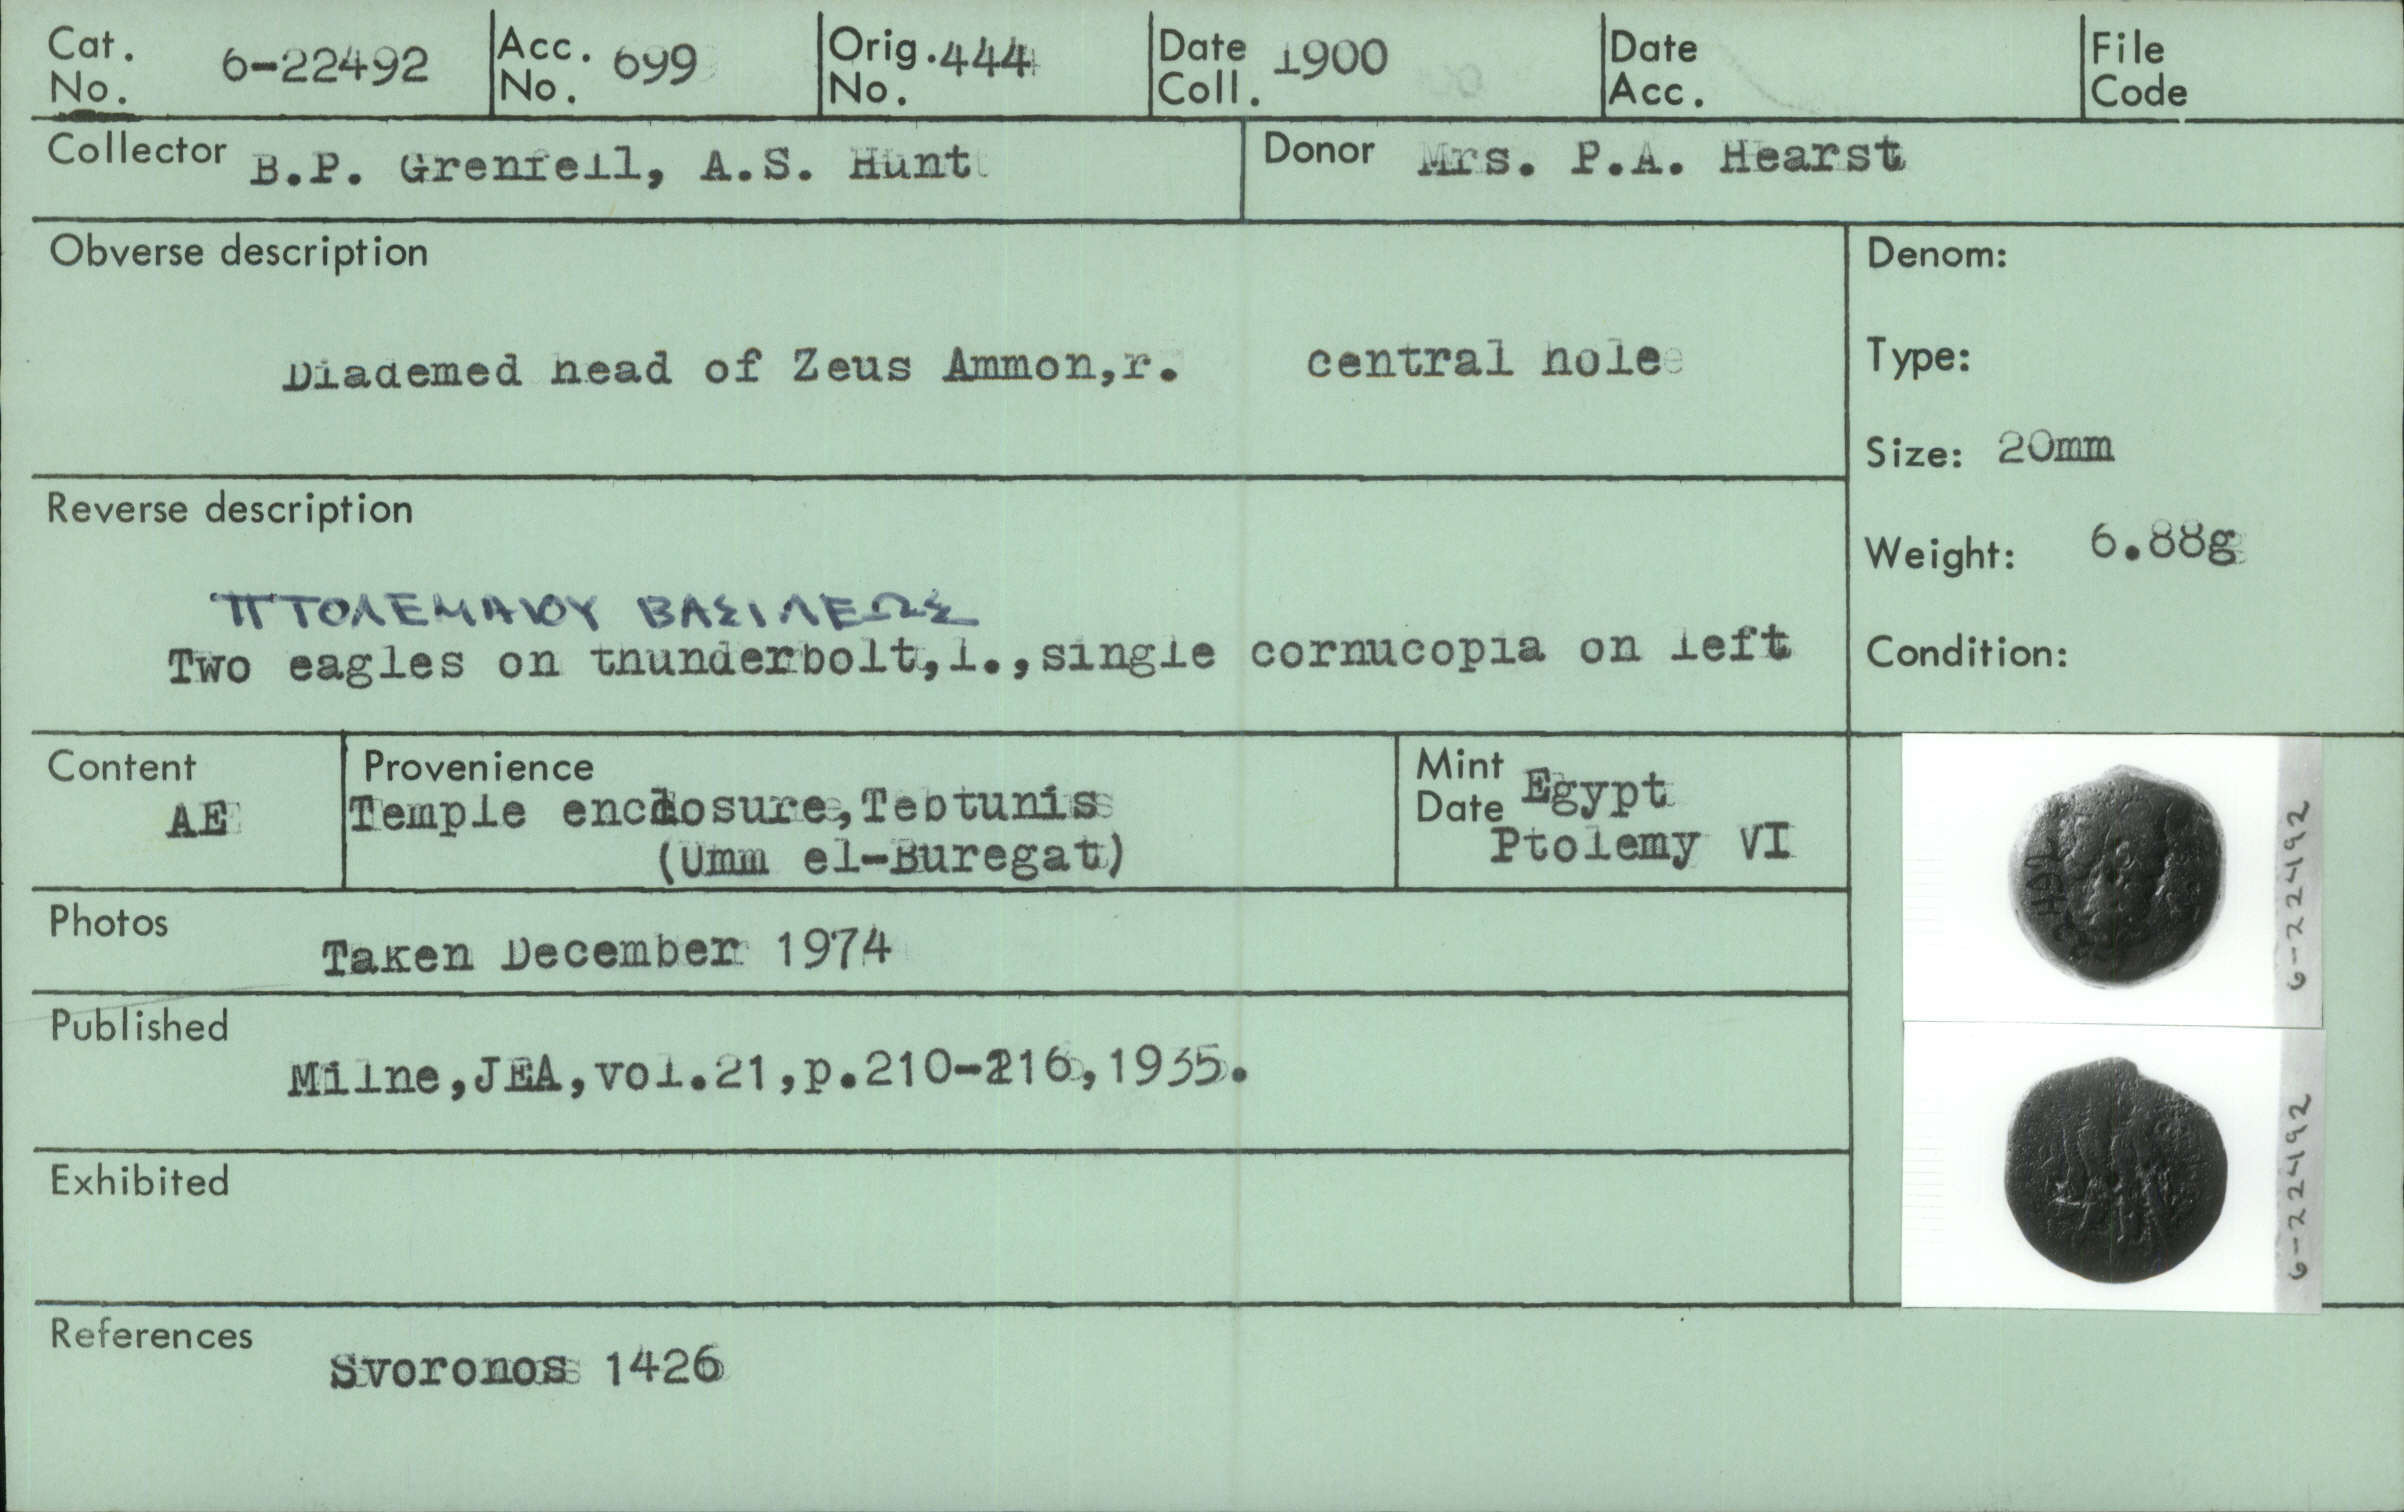 Cat. No. 6-22492 Acc. No. 699 Orig. No. 444 Date Coll. 1900 Date Acc. File Code
Collector B.P. Grenfell, A.S. Hunt Donor Mrs. P.A. Hearst
Obverse description
Diademed head of Zeus Ammon,r. central hole
Denom:
Type:
Size: 20mm
Weight: 6.88g
Condition:
Reverse description
ΠΤΟΛΕΜΑΙΟΥ ΒΑΣΙΛΕΩΣ
Two eagles on thunderbolt,l.,single cornucopia on left
Content
AE
Provenience
Temple enclosure,Tebtunis
(Umm el-Buregat)
Mint Date Egypt
Ptolemy VI
Photos
Taken December 1974
Published
Milne,JEA,vol.21,p.210-216,1935.
Exhibited
References
Svoronos 1426
6-22492
6-22492